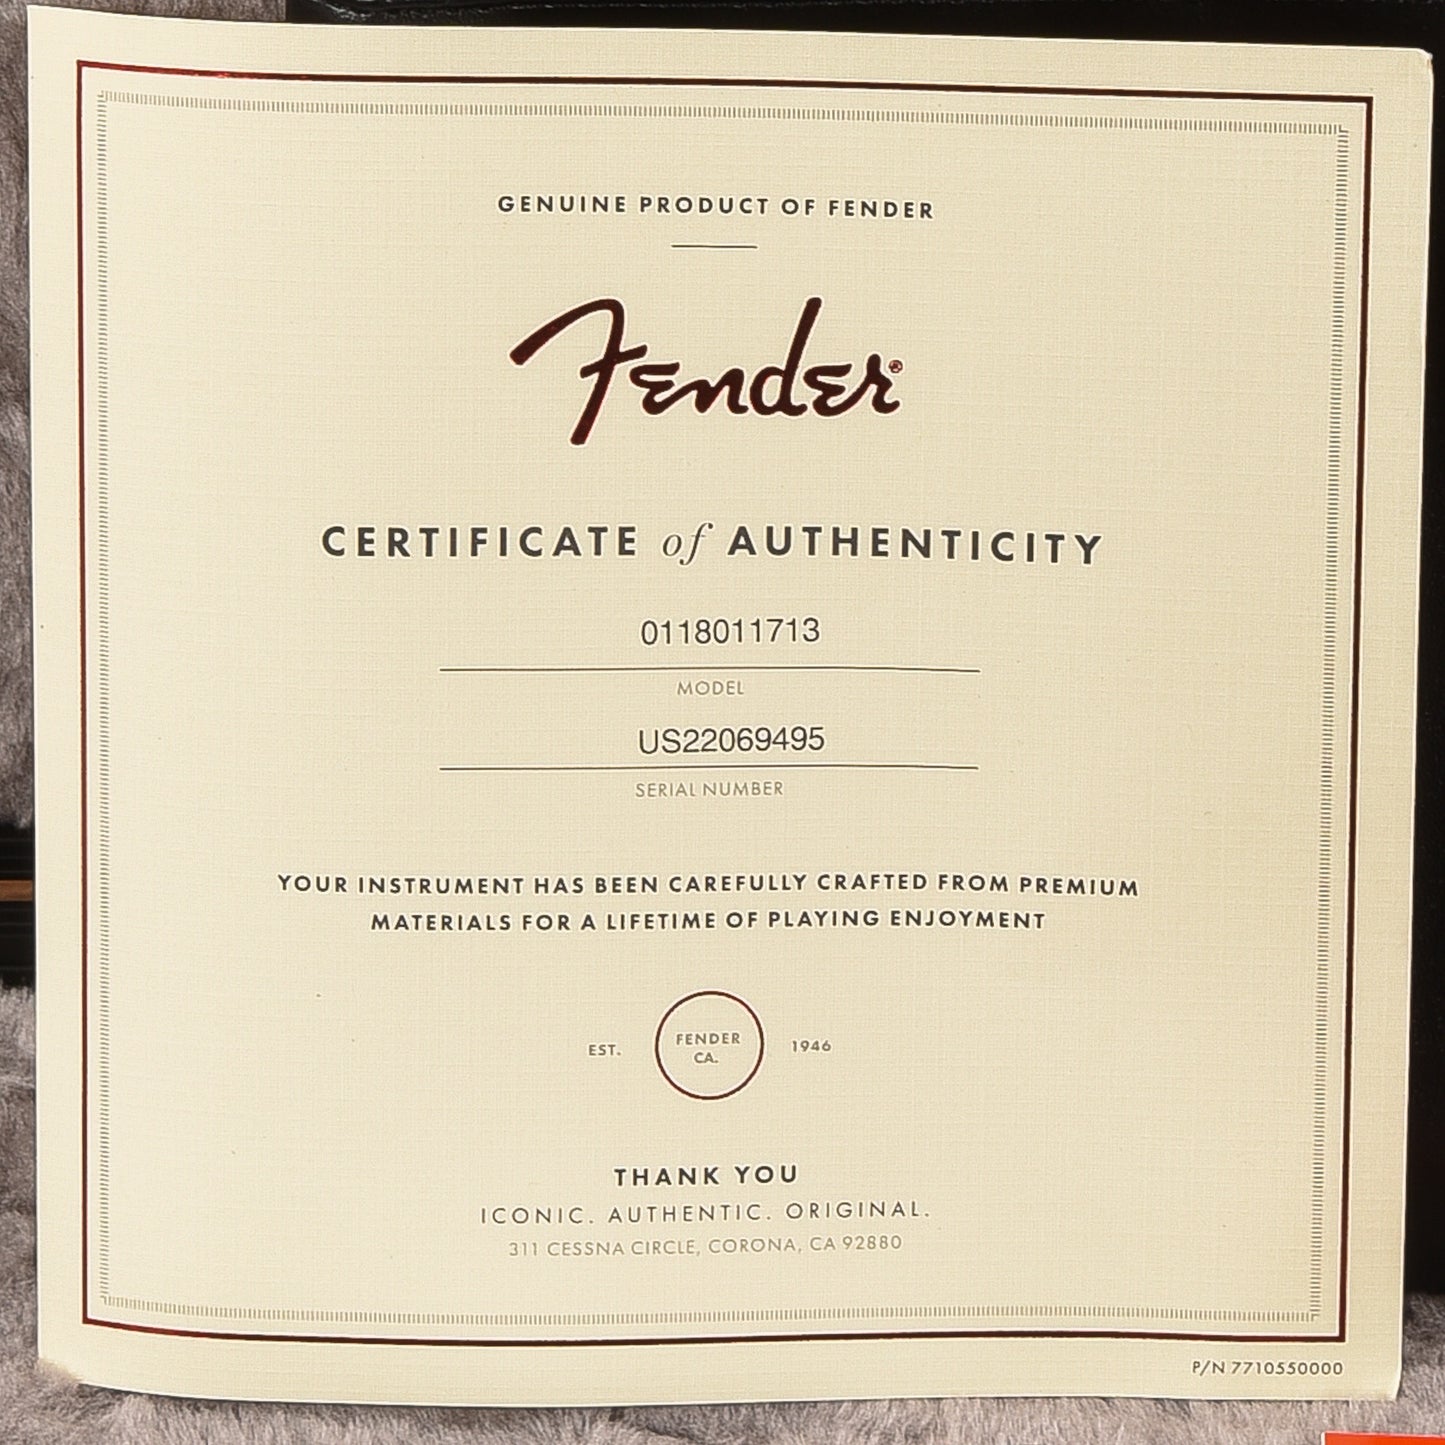 GENUINE PRODUCT OF FENDER
Fender®
CERTIFICATE of AUTHENTICITY
0118011713
MODEL
US22069495
SERIAL NUMBER
YOUR INSTRUMENT HAS BEEN CAREFULLY CRAFTED FROM PREMIUM
MATERIALS FOR A LIFETIME OF PLAYING ENJOYMENT
EST. FENDER 1946
CA.
THANK YOU
ICONIC. AUTHENTIC. ORIGINAL.
311 CESSNA CIRCLE, CORONA, CA 92880
P/N 7710550000